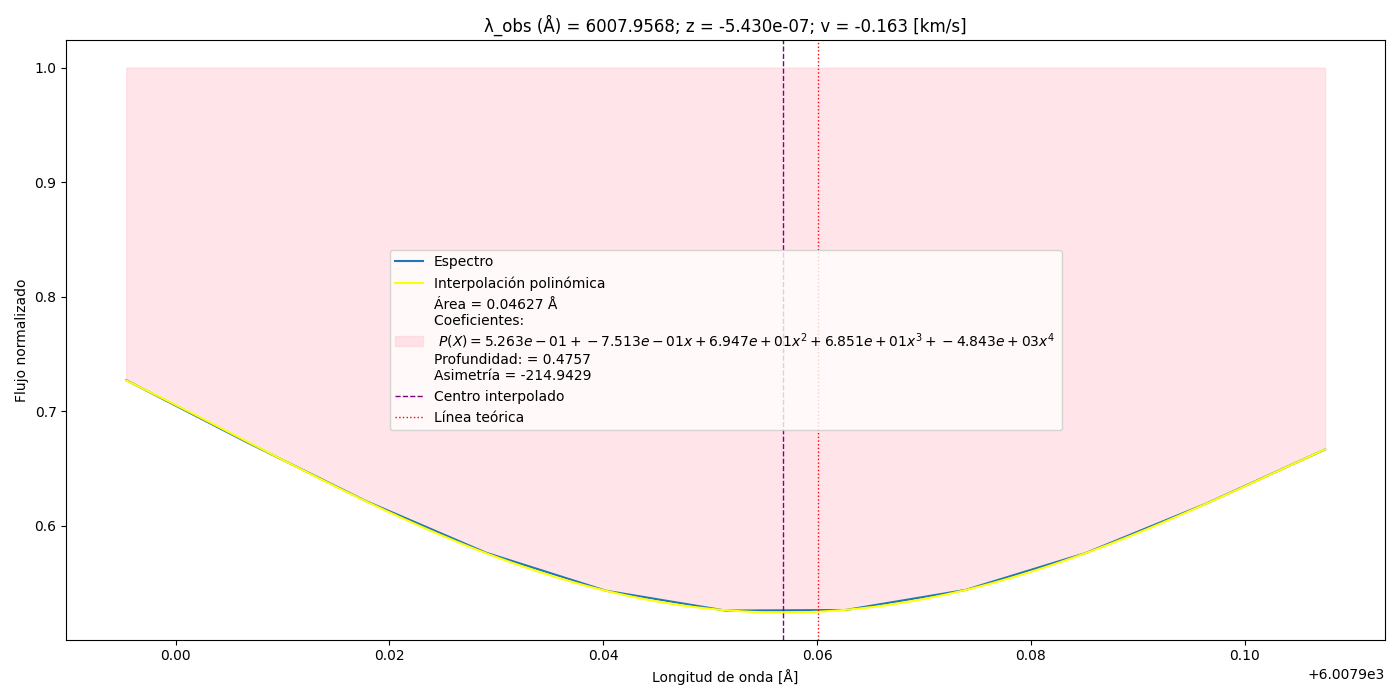 λ_obs (Å) = 6007.9568; z = -5.430e-07; v = -0.163 [km/s]
1.0
0.9
0.8
0.7
0.6
Flujo normalizado
Espectro
Interpolación polinómica
Área = 0.04627 Å
Coeficientes:
P(X) = 5.263e − 01 + −7.513e − 01x + 6.947e + 01x² + 6.851e + 01x³ + −4.843e + 03x⁴
Profundidad: = 0.4757
Asimetría = -214.9429
Centro interpolado
Línea teórica
0.00 0.02 0.04 0.06 0.08 0.10
+6.0079e3
Longitud de onda [Å]